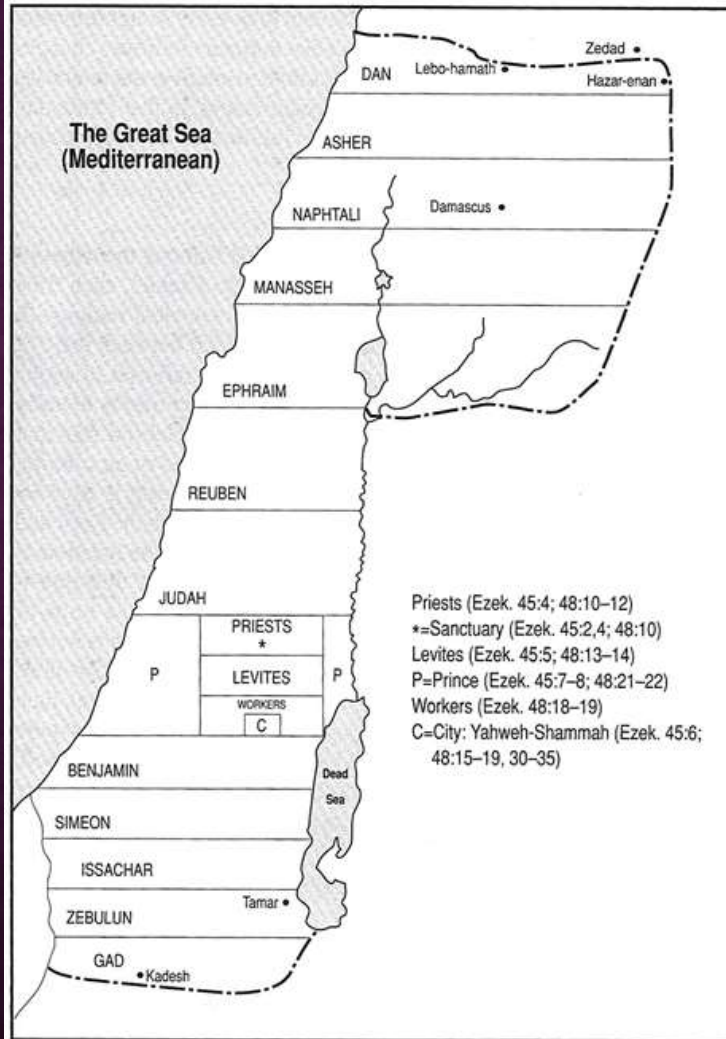 Zedad
DAN
Lebo-hamath
Hazar-enan
The Great Sea
(Mediterranean)
ASHER
NAPHTALI
Damascus
MANASSEH
EPHRAIM
REUBEN
JUDAH
PRIESTS
*
P
LEVITES
P
WORKERS
C
Priests (Ezek. 45:4; 48:10–12)
*=Sanctuary (Ezek. 45:2,4; 48:10)
Levites (Ezek. 45:5; 48:13–14)
P=Prince (Ezek. 45:7–8; 48:21–22)
Workers (Ezek. 48:18–19)
C=City: Yahweh-Shammah (Ezek. 45:6;
48:15–19, 30–35)
BENJAMIN
Dead
Sea
SIMEON
ISSACHAR
Tamar
ZEBULUN
GAD
Kadesh